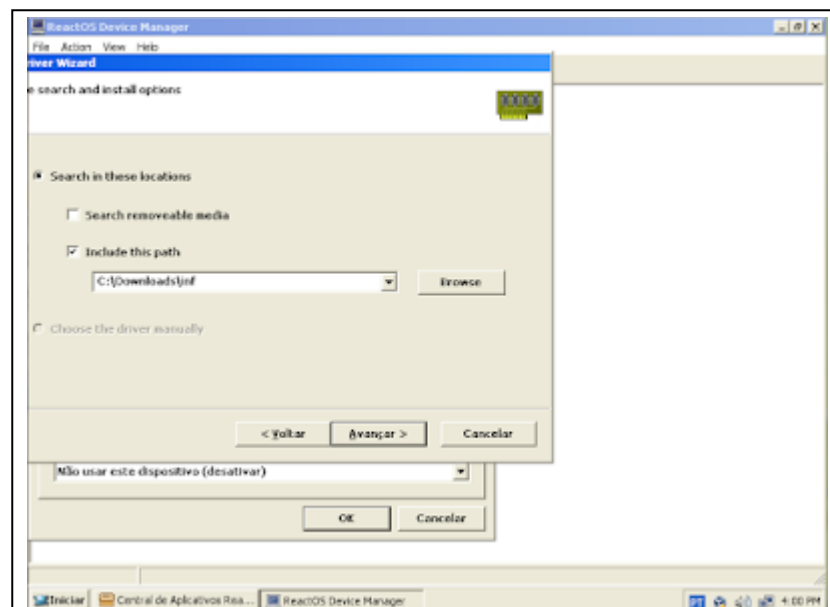 ReactOS Device Manager
File Action View Help
river Wizard
e search and install options
Search in these locations
Search removeable media
Include this path
C:\Downloads\inf
Browse
Choose the driver manually
< Voltar Avançar > Cancelar
Não usar este dispositivo (desativar)
OK Cancelar
Iniciar Central de Aplicativos Rea... ReactOS Device Manager PT 4:00 PM